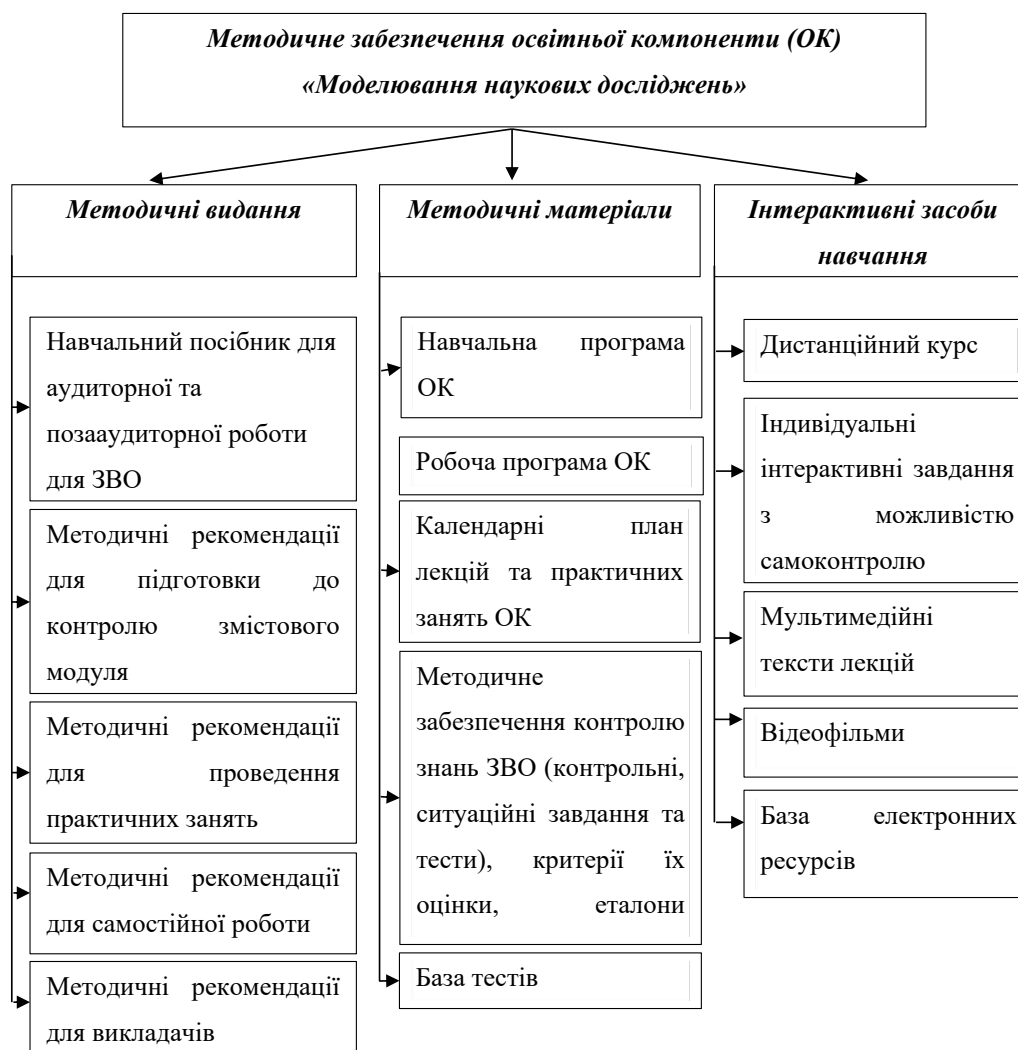 Методичне забезпечення освітньої компоненти (ОК)
«Моделювання наукових досліджень»
Методичні видання
Навчальний посібник для
аудиторної та
позааудиторної роботи
для ЗВО
Методичні рекомендації
для підготовки до
контролю змістового
модуля
Методичні рекомендації
для проведення
практичних занять
Методичні рекомендації
для самостійної роботи
Методичні рекомендації
для викладачів
Методичні матеріали
Навчальна програма
ОК
Робоча програма ОК
Календарні план
лекцій та практичних
занять ОК
Методичне
забезпечення контролю
знань ЗВО (контрольні,
ситуаційні завдання та
тести), критерії їх
оцінки, еталони
База тестів
Інтерактивні засоби
навчання
Дистанційний курс
Індивідуальні
інтерактивні завдання
з можливістю
самоконтролю
Мультимедійні
тексти лекцій
Відеофільми
База електронних
ресурсів